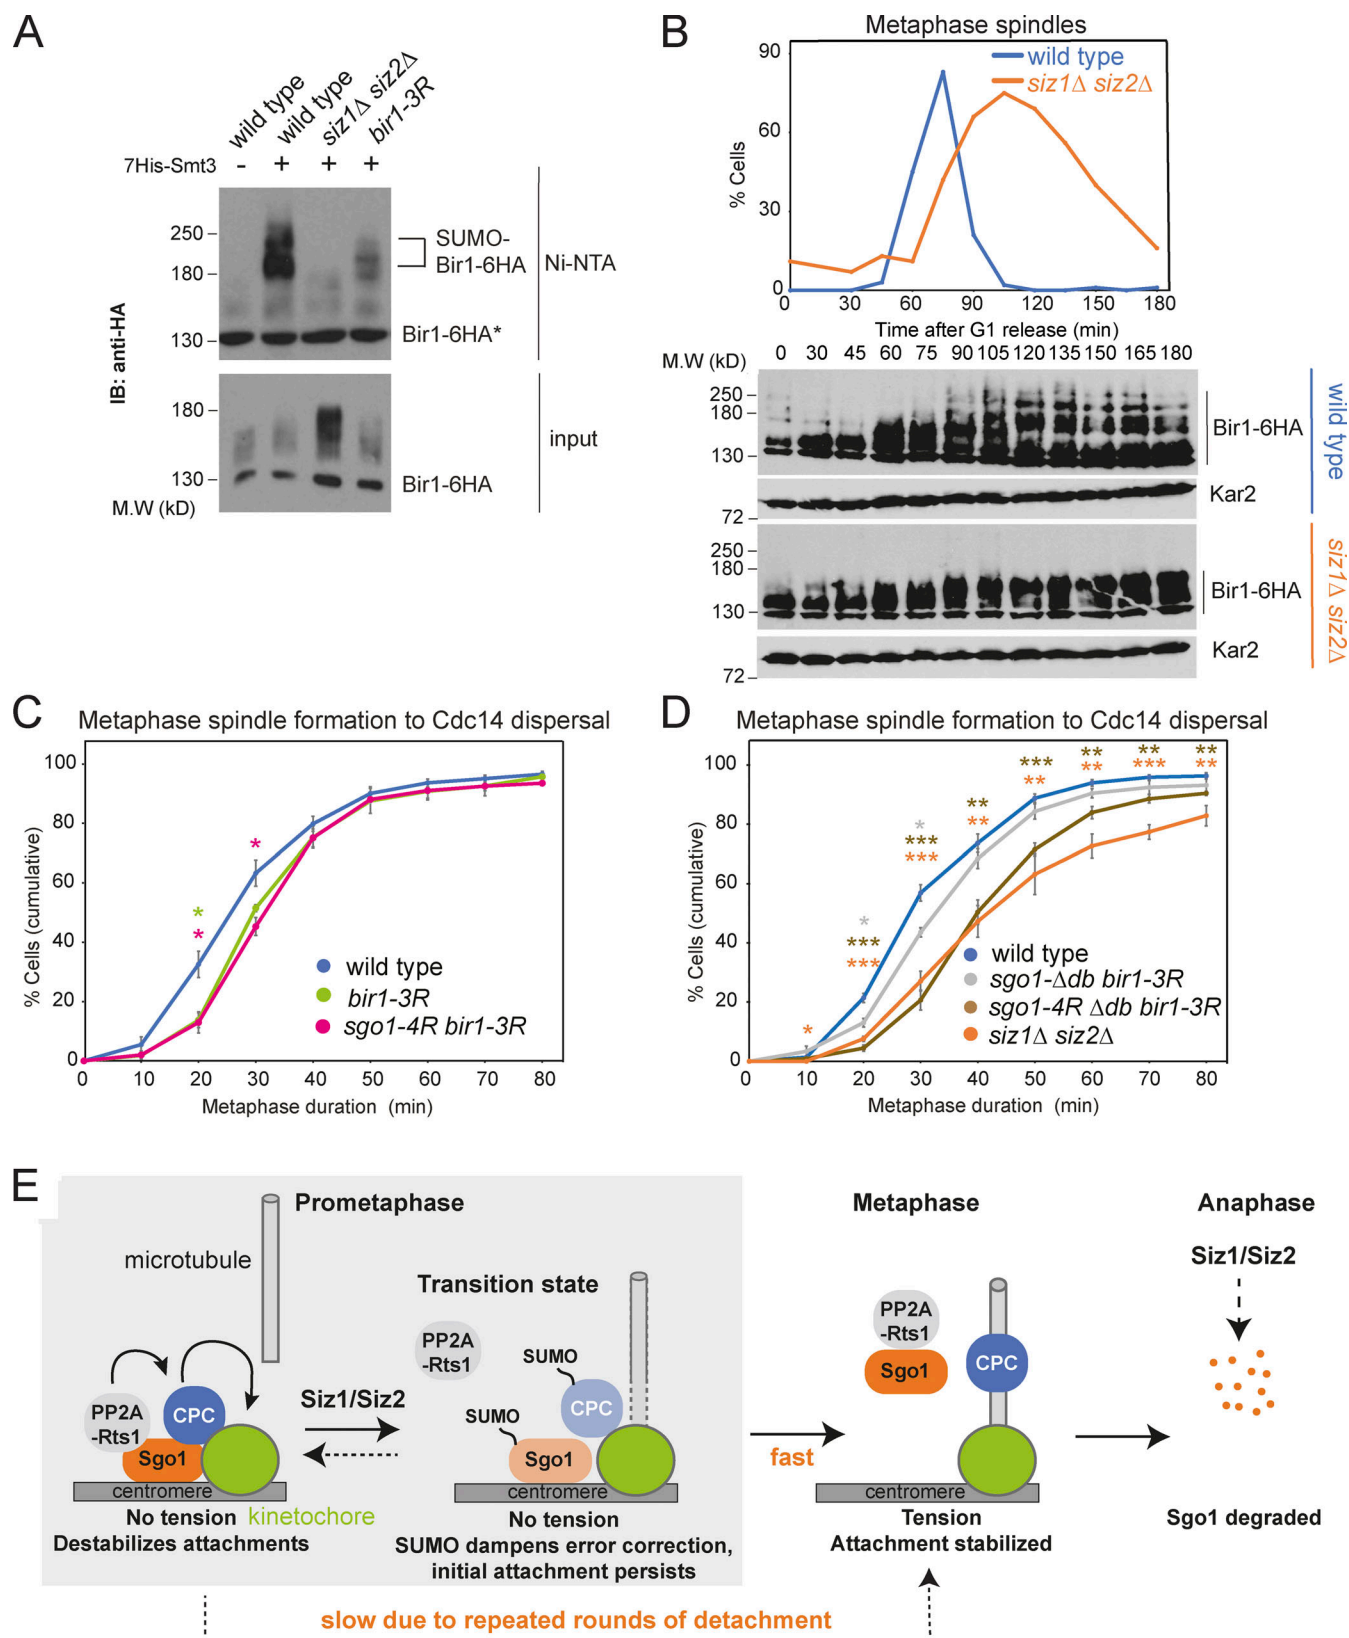 A
wild type
wild type
siz1Δ siz2Δ
bir1-3R
7His-Smt3 - + + +
250
180
130
SUMO-
Bir1-6HA
Bir1-6HA*
Ni-NTA
IB: anti-HA
180
130
Bir1-6HA
input
M.W (kD)
B
Metaphase spindles
wild type
siz1Δ siz2Δ
% Cells
90
60
30
0
0 30 60 90 120 150 180
Time after G1 release (min)
M.W (kD) 0 30 45 60 75 90 105 120 135 150 165 180
250
180
130
Bir1-6HA
72
Kar2
wild type
250
180
130
Bir1-6HA
72
Kar2
siz1Δ siz2Δ
C
Metaphase spindle formation to Cdc14 dispersal
% Cells (cumulative)
100
80
60
40
20
0
*
*
*
wild type
bir1-3R
sgo1-4R bir1-3R
0 10 20 30 40 50 60 70 80
Metaphase duration (min)
D
Metaphase spindle formation to Cdc14 dispersal
% Cells (cumulative)
100
80
60
40
20
0
*** ** ** **
** ** *** **
* **
*** **
***
*
***
***
*
wild type
sgo1-Δdb bir1-3R
sgo1-4R Δdb bir1-3R
siz1Δ siz2Δ
0 10 20 30 40 50 60 70 80
Metaphase duration (min)
E
Prometaphase
Metaphase
Anaphase
microtubule
Transition state
Siz1/Siz2
PP2A
-Rts1
CPC
Sgo1
centromere
No tension
kinetochore
Destabilizes attachments
Siz1/Siz2
PP2A
-Rts1
SUMO
CPC
SUMO
Sgo1
centromere
No tension
SUMO dampens error correction,
initial attachment persists
fast
PP2A
-Rts1
Sgo1
CPC
centromere
Tension
Attachment stabilized
Sgo1 degraded
slow due to repeated rounds of detachment